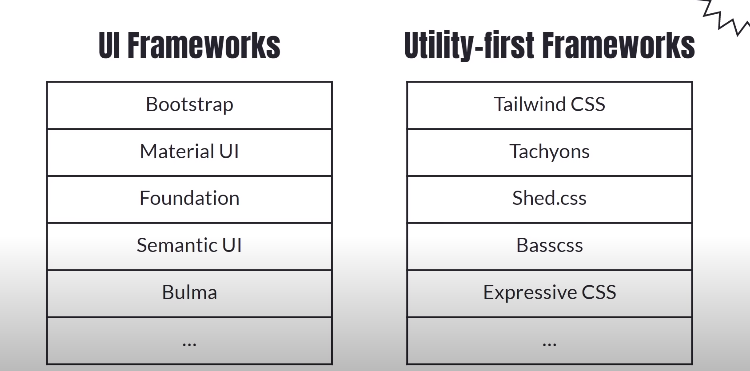 UI Frameworks
Bootstrap
Material UI
Foundation
Semantic UI
Bulma
...
Utility-first Frameworks
Tailwind CSS
Tachyons
Shed.css
Basscss
Expressive CSS
...